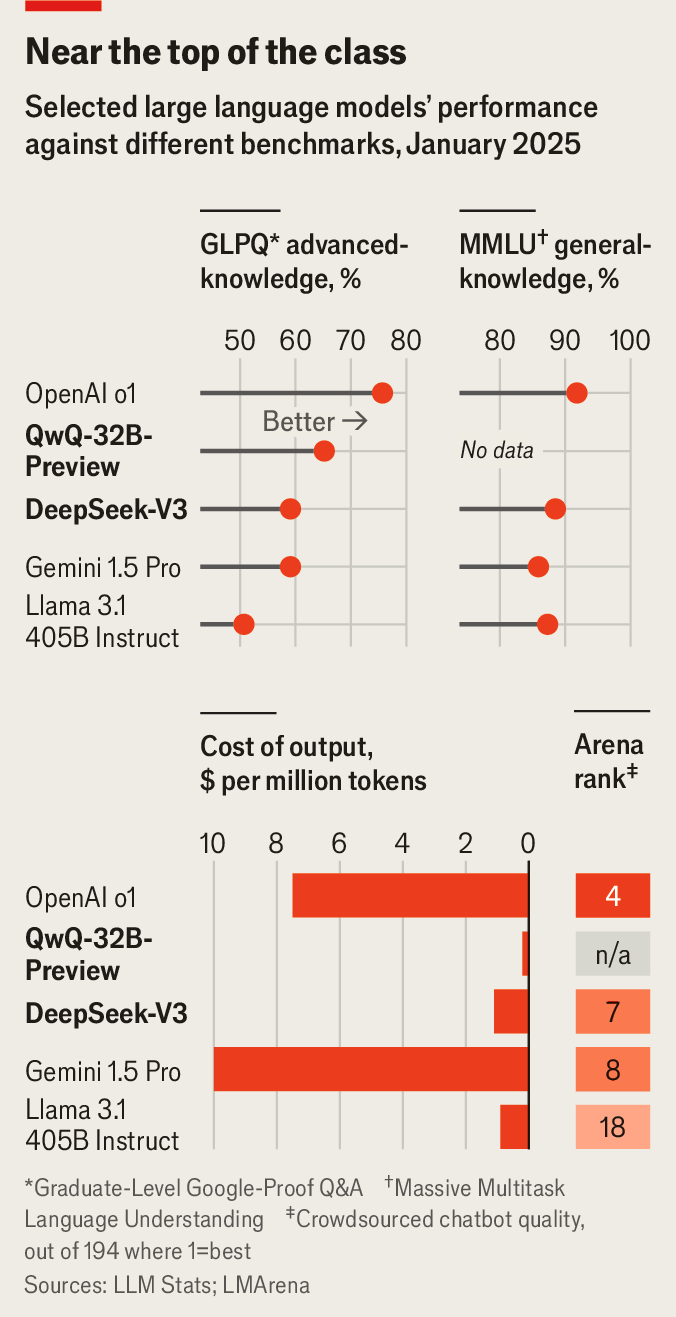 Near the top of the class
Selected large language models’ performance
against different benchmarks, January 2025
GLPQ* advanced-
knowledge, %
MMLU† general-
knowledge, %
50 60 70 80
80 90 100
OpenAI o1
Better →
QwQ-32B-
Preview
No data
DeepSeek-V3
Gemini 1.5 Pro
Llama 3.1
405B Instruct
Cost of output,
$ per million tokens
Arena
rank‡
10 8 6 4 2 0
OpenAI o1
4
QwQ-32B-
Preview
n/a
DeepSeek-V3
7
Gemini 1.5 Pro
8
Llama 3.1
405B Instruct
18
*Graduate-Level Google-Proof Q&A †Massive Multitask
Language Understanding ‡Crowdsourced chatbot quality,
out of 194 where 1=best
Sources: LLM Stats; LMArena